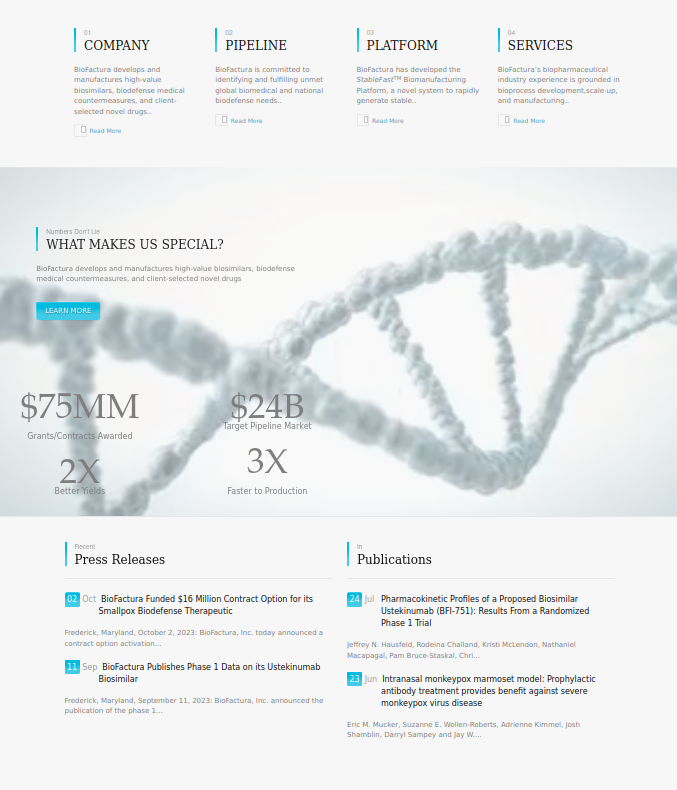 01
COMPANY
BioFactura develops and
manufactures high-value
biosimilars, biodefense medical
countermeasures, and client-
selected novel drugs..
Read More
02
PIPELINE
BioFactura is committed to
identifying and fulfilling unmet
global biomedical and national
biodefense needs..
Read More
03
PLATFORM
BioFactura has developed the
StableFast™ Biomanufacturing
Platform, a novel system to rapidly
generate stable..
Read More
04
SERVICES
BioFactura's biopharmaceutical
industry experience is grounded in
bioprocess development,scale-up,
and manufacturing..
Read More
Numbers Don't Lie
WHAT MAKES US SPECIAL?
BioFactura develops and manufactures high-value biosimilars, biodefense
medical countermeasures, and client-selected novel drugs
LEARN MORE
$75MM
Grants/Contracts Awarded
$24B
Target Pipeline Market
2X
Better Yields
3X
Faster to Production
Recent
Press Releases
02 Oct BioFactura Funded $16 Million Contract Option for its
Smallpox Biodefense Therapeutic
Frederick, Maryland, October 2, 2023: BioFactura, Inc. today announced a
contract option activation...
11 Sep BioFactura Publishes Phase 1 Data on its Ustekinumab
Biosimilar
Frederick, Maryland, September 11, 2023: BioFactura, Inc. announced the
publication of the phase 1...
In
Publications
24 Jul Pharmacokinetic Profiles of a Proposed Biosimilar
Ustekinumab (BFI-751): Results From a Randomized
Phase 1 Trial
Jeffrey N. Hausfeld, Rodeina Challand, Kristi McLendon, Nathaniel
Macapagal, Pam Bruce-Staskal, Chri...
23 Jun Intranasal monkeypox marmoset model: Prophylactic
antibody treatment provides benefit against severe
monkeypox virus disease
Eric M. Mucker, Suzanne E. Wollen-Roberts, Adrienne Kimmel, Josh
Shamblin, Darryl Sampey and Jay W....